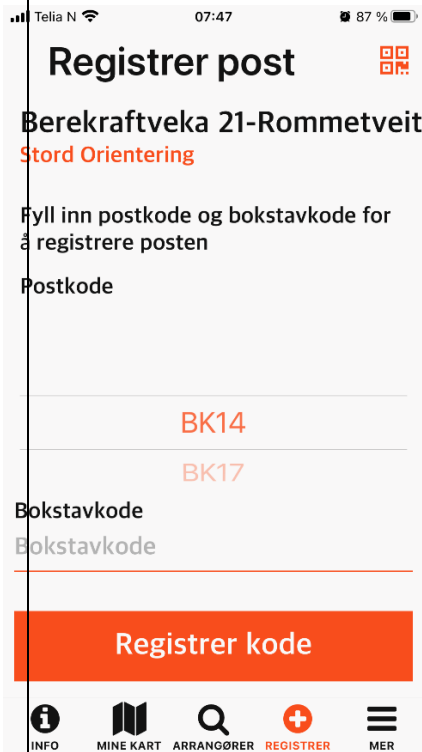 Telia N 07:47 87 %
Registrer post
Berekraftveka 21-Rommetveit
Stord Orientering
Fyll inn postkode og bokstavkode for
å registrere posten
Postkode
BK14
BK17
Bokstavkode
Bokstavkode
Registrer kode
INFO MINE KART ARRANGØRER REGISTRER MER